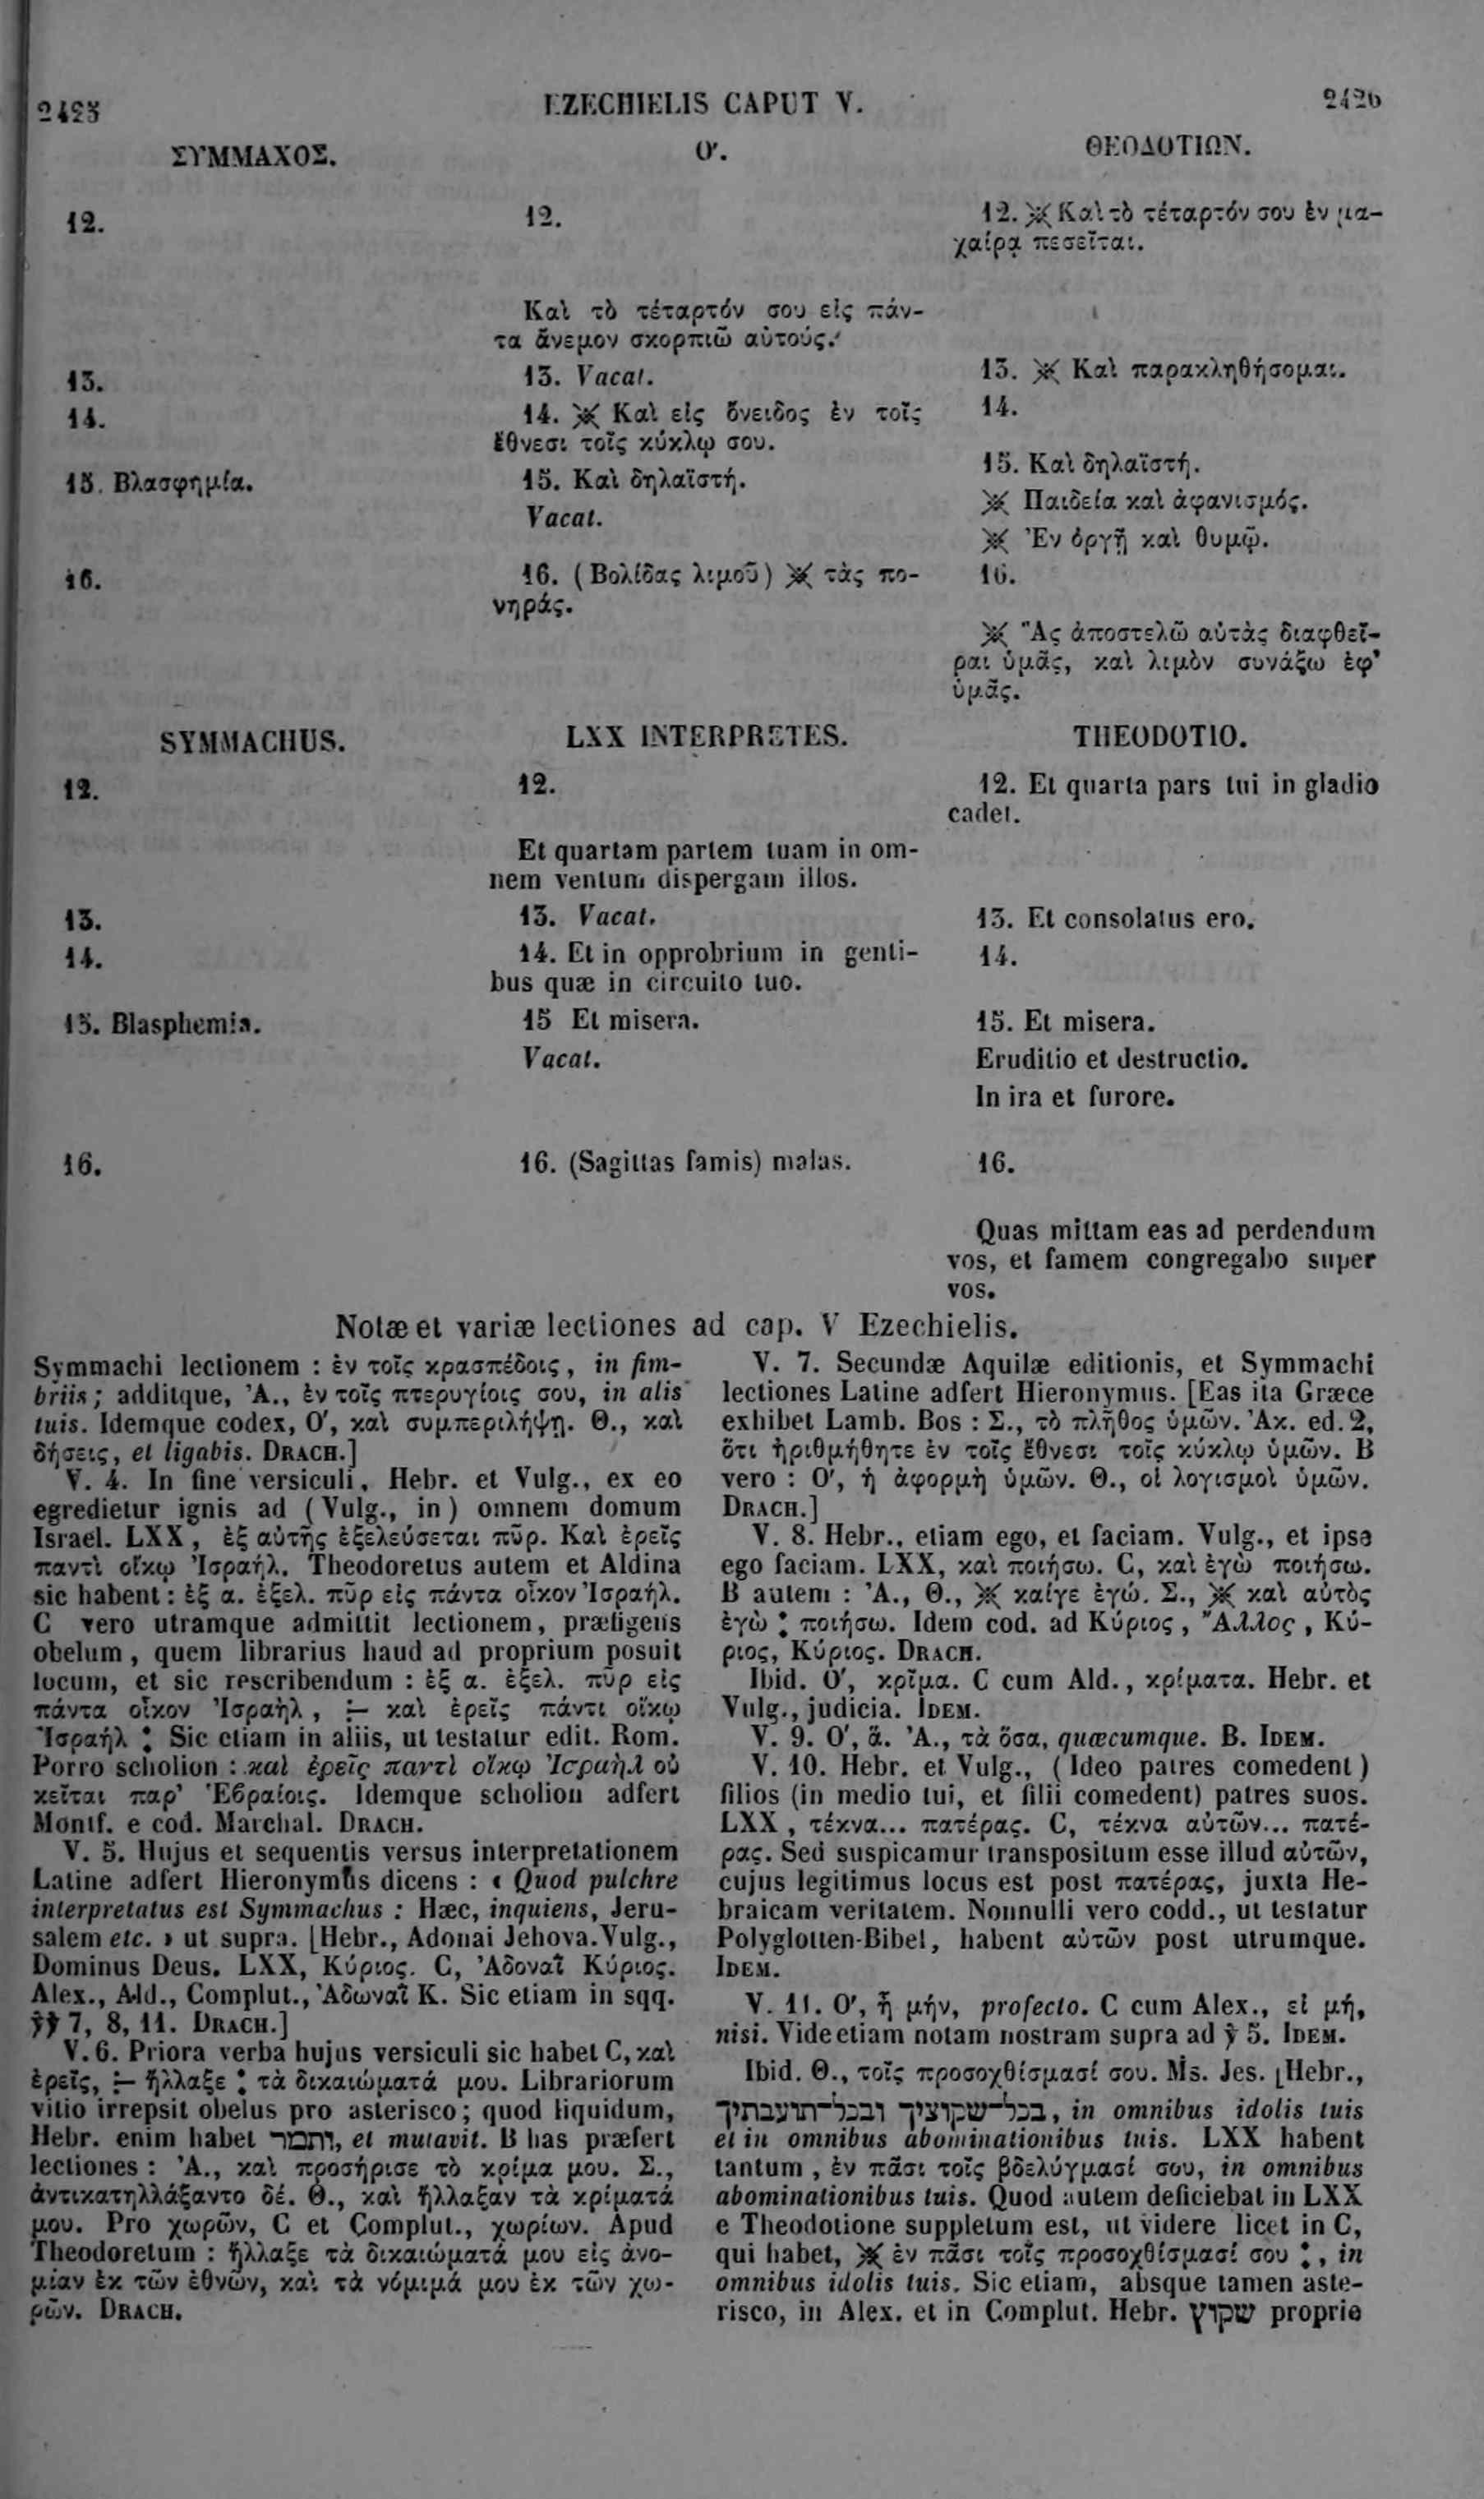 2425
EZECHIELIS CAPUT V.
2426
ΣΥΜΜΑΧΟΣ.
12.
13.
14.
15. Βλασφημία.
16.
Ο'.
12.
Καὶ τὸ τέταρτόν σου εἰς πάν-
τα ἄνεμον σκορπιῶ αὐτούς.
13. Vacat.
14. ※ Καὶ εἰς ὄνειδος ἐν τοῖς
ἔθνεσι τοῖς κύκλῳ σου.
15. Καὶ δηλαϊστή.
Vacat.
16. (Βολίδας λιμοῦ) ※ τὰς πο-
νηράς.
ΘΕΟΔΟΤΙΩΝ.
12. ※ Καὶ τὸ τέταρτόν σου ἐν μα-
χαίρᾳ πεσεῖται.
13. ※ Καὶ παρακληθήσομαι.
14.
15. Καὶ δηλαϊστή.
※ Παιδεία καὶ ἀφανισμός.
※ Ἐν ὀργῇ καὶ θυμῷ.
16.
※ Ἃς ἀποστελῶ αὐτὰς διαφθεῖ-
ραι ὑμᾶς, καὶ λιμὸν συνάξω ἐφ'
ὑμᾶς.
SYMMACHUS.
12.
13.
14.
15. Blasphemia.
16.
LXX INTERPRETES.
12.
Et quartam partem tuam in om-
nem ventum dispergam illos.
13. Vacat.
14. Et in opprobrium in genti-
bus quæ in circuito tuo.
15 Et misera.
Vacat.
16. (Sagittas famis) malas.
THEODOTIO.
12. Et quarta pars tui in gladio
cadet.
13. Et consolatus ero.
14.
15. Et misera.
Eruditio et destructio.
In ira et furore.
16.
Quas mittam eas ad perdendum
vos, et famem congregabo super
vos.
Notæ et variæ lectiones ad cap. V Ezechielis.
Symmachi lectionem : ἐν τοῖς κρασπέδοις, in fim-
briis; additque, Ἀ., ἐν τοῖς πτερυγίοις σου, in alis
tuis. Idemque codex, Ο', καὶ συμπεριλήψῃ. Θ., καὶ
δήσεις, et ligabis. DRACH.]
V. 4. In fine versiculi, Hebr. et Vulg., ex eo
egredietur ignis ad (Vulg., in) omnem domum
Israel. LXX, ἐξ αὐτῆς ἐξελεύσεται πῦρ. Καὶ ἐρεῖς
παντὶ οἴκῳ Ἰσραήλ. Theodoretus autem et Aldina
sic habent : ἐξ α. ἐξελ. πῦρ εἰς πάντα οἶκον Ἰσραήλ.
C vero utramque admittit lectionem, præfigens
obelum, quem librarius haud ad proprium posuit
locum, et sic rescribendum : ἐξ α. ἐξελ. πῦρ εἰς
πάντα οἶκον Ἰσραὴλ, ⁝– καὶ ἐρεῖς πάντι οἴκῳ
Ἰσραήλ ⁚ Sic etiam in aliis, ut testatur edit. Rom.
Porro scholion : καὶ ἐρεῖς παντὶ οἴκῳ Ἰσραὴλ οὐ
κεῖται παρ' Ἑβραίοις. Idemque scholion adfert
Montf. e cod. Marchal. DRACH.
V. 5. Hujus et sequentis versus interpretationem
Latine adfert Hieronymus dicens : « Quod pulchre
interpretatus est Symmachus : Hæc, inquiens, Jeru-
salem etc. » ut supra. [Hebr., Adonai Jehova. Vulg.,
Dominus Deus. LXX, Κύριος. C, Ἀδοναῒ Κύριος.
Alex., Ald., Complut., Ἀδωναῒ Κ. Sic etiam in sqq.
℣℣ 7, 8, 11. DRACH.]
V. 6. Priora verba hujus versiculi sic habet C, καὶ
ἐρεῖς, ⁝– ἤλλαξε ⁚ τὰ δικαιώματά μου. Librariorum
vitio irrepsit obelus pro asterisco; quod liquidum,
Hebr. enim habet ותמר, et mutavit. B has præfert
lectiones : Ἀ., καὶ προσήρισε τὸ κρίμα μου. Σ.,
ἀντικατηλλάξαντο δέ. Θ., καὶ ἤλλαξαν τὰ κρίματά
μου. Pro χωρῶν, C et Complut., χωρίων. Apud
Theodoretum : ἤλλαξε τὰ δικαιώματά μου εἰς ἀνο-
μίαν ἐκ τῶν ἐθνῶν, καὶ τὰ νόμιμά μου ἐκ τῶν χω-
ρῶν. DRACH.
V. 7. Secundæ Aquilæ editionis, et Symmachi
lectiones Latine adfert Hieronymus. [Eas ita Græce
exhibet Lamb. Bos : Σ., τὸ πλῆθος ὑμῶν. Ἀκ. ed. 2,
ὅτι ἠριθμήθητε ἐν τοῖς ἔθνεσι τοῖς κύκλῳ ὑμῶν. B
vero : Ο', ἡ ἀφορμὴ ὑμῶν. Θ., οἱ λογισμοὶ ὑμῶν.
DRACH.]
V. 8. Hebr., etiam ego, et faciam. Vulg., et ipse
ego faciam. LXX, καὶ ποιήσω. C, καὶ ἐγὼ ποιήσω.
B autem : Ἀ., Θ., ※ καίγε ἐγώ. Σ., ※ καὶ αὐτὸς
ἐγὼ ⁚ ποιήσω. Idem cod. ad Κύριος, Ἄλλος, Κύ-
ριος, Κύριος. DRACH.
Ibid. Ο', κρῖμα. C cum Ald., κρίματα. Hebr. et
Vulg., judicia. IDEM.
V. 9. Ο', ἅ. Ἀ., τὰ ὅσα, quæcumque. B. IDEM.
V. 10. Hebr. et Vulg., (Ideo patres comedent)
filios (in medio tui, et filii comedent) patres suos.
LXX, τέκνα... πατέρας. C, τέκνα αὐτῶν... πατέ-
ρας. Sed suspicamur transpositum esse illud αὐτῶν,
cujus legitimus locus est post πατέρας, juxta He-
braicam veritatem. Nonnulli vero codd., ut testatur
Polyglotten-Bibel, habent αὐτῶν post utrumque.
IDEM.
V. 11. Ο', ἦ μήν, profecto. C cum Alex., εἰ μή,
nisi. Vide etiam notam nostram supra ad ℣ 5. IDEM.
Ibid. Θ., τοῖς προσοχθίσμασί σου. Ms. Jes. [Hebr.,
בכל־שקוציך ובכל־תועבתיך, in omnibus idolis tuis
et in omnibus abominationibus tuis. LXX habent
tantum, ἐν πᾶσι τοῖς βδελύγμασί σου, in omnibus
abominationibus tuis. Quod autem deficiebat in LXX
e Theodotione suppletum est, ut videre licet in C,
qui habet, ※ ἐν πᾶσι τοῖς προσοχθίσμασί σου ⁚, in
omnibus idolis tuis. Sic etiam, absque tamen aste-
risco, in Alex. et in Complut. Hebr. שקוץ proprie